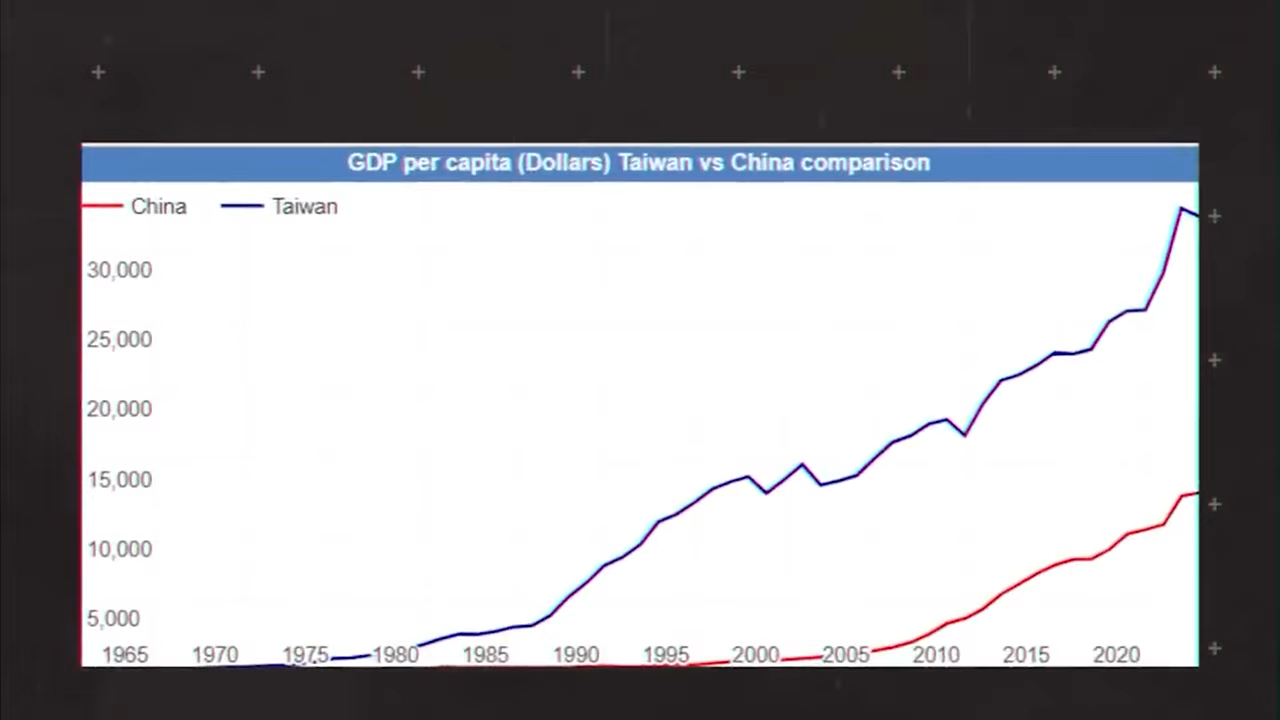 GDP per capita (Dollars) Taiwan vs China comparison
China Taiwan
30,000
25,000
20,000
15,000
10,000
5,000
1965 1970 1975 1980 1985 1990 1995 2000 2005 2010 2015 2020